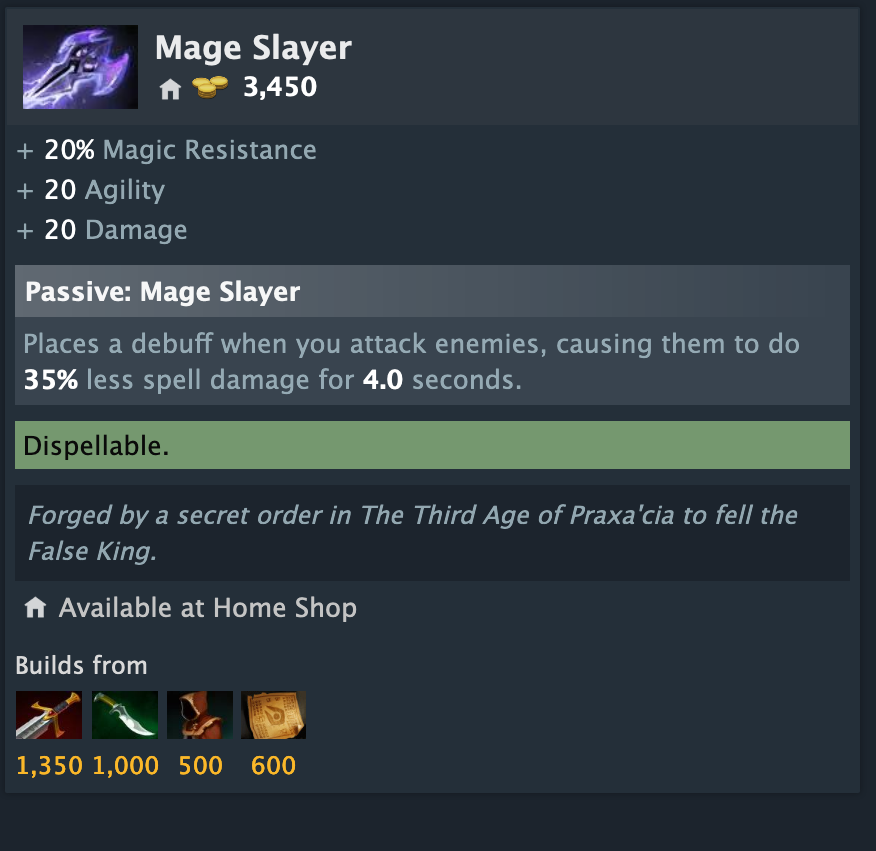 Mage Slayer
3,450
+ 20% Magic Resistance
+ 20 Agility
+ 20 Damage
Passive: Mage Slayer
Places a debuff when you attack enemies, causing them to do
35% less spell damage for 4.0 seconds.
Dispellable.
Forged by a secret order in The Third Age of Praxa'cia to fell the
False King.
Available at Home Shop
Builds from
1,350 1,000 500 600